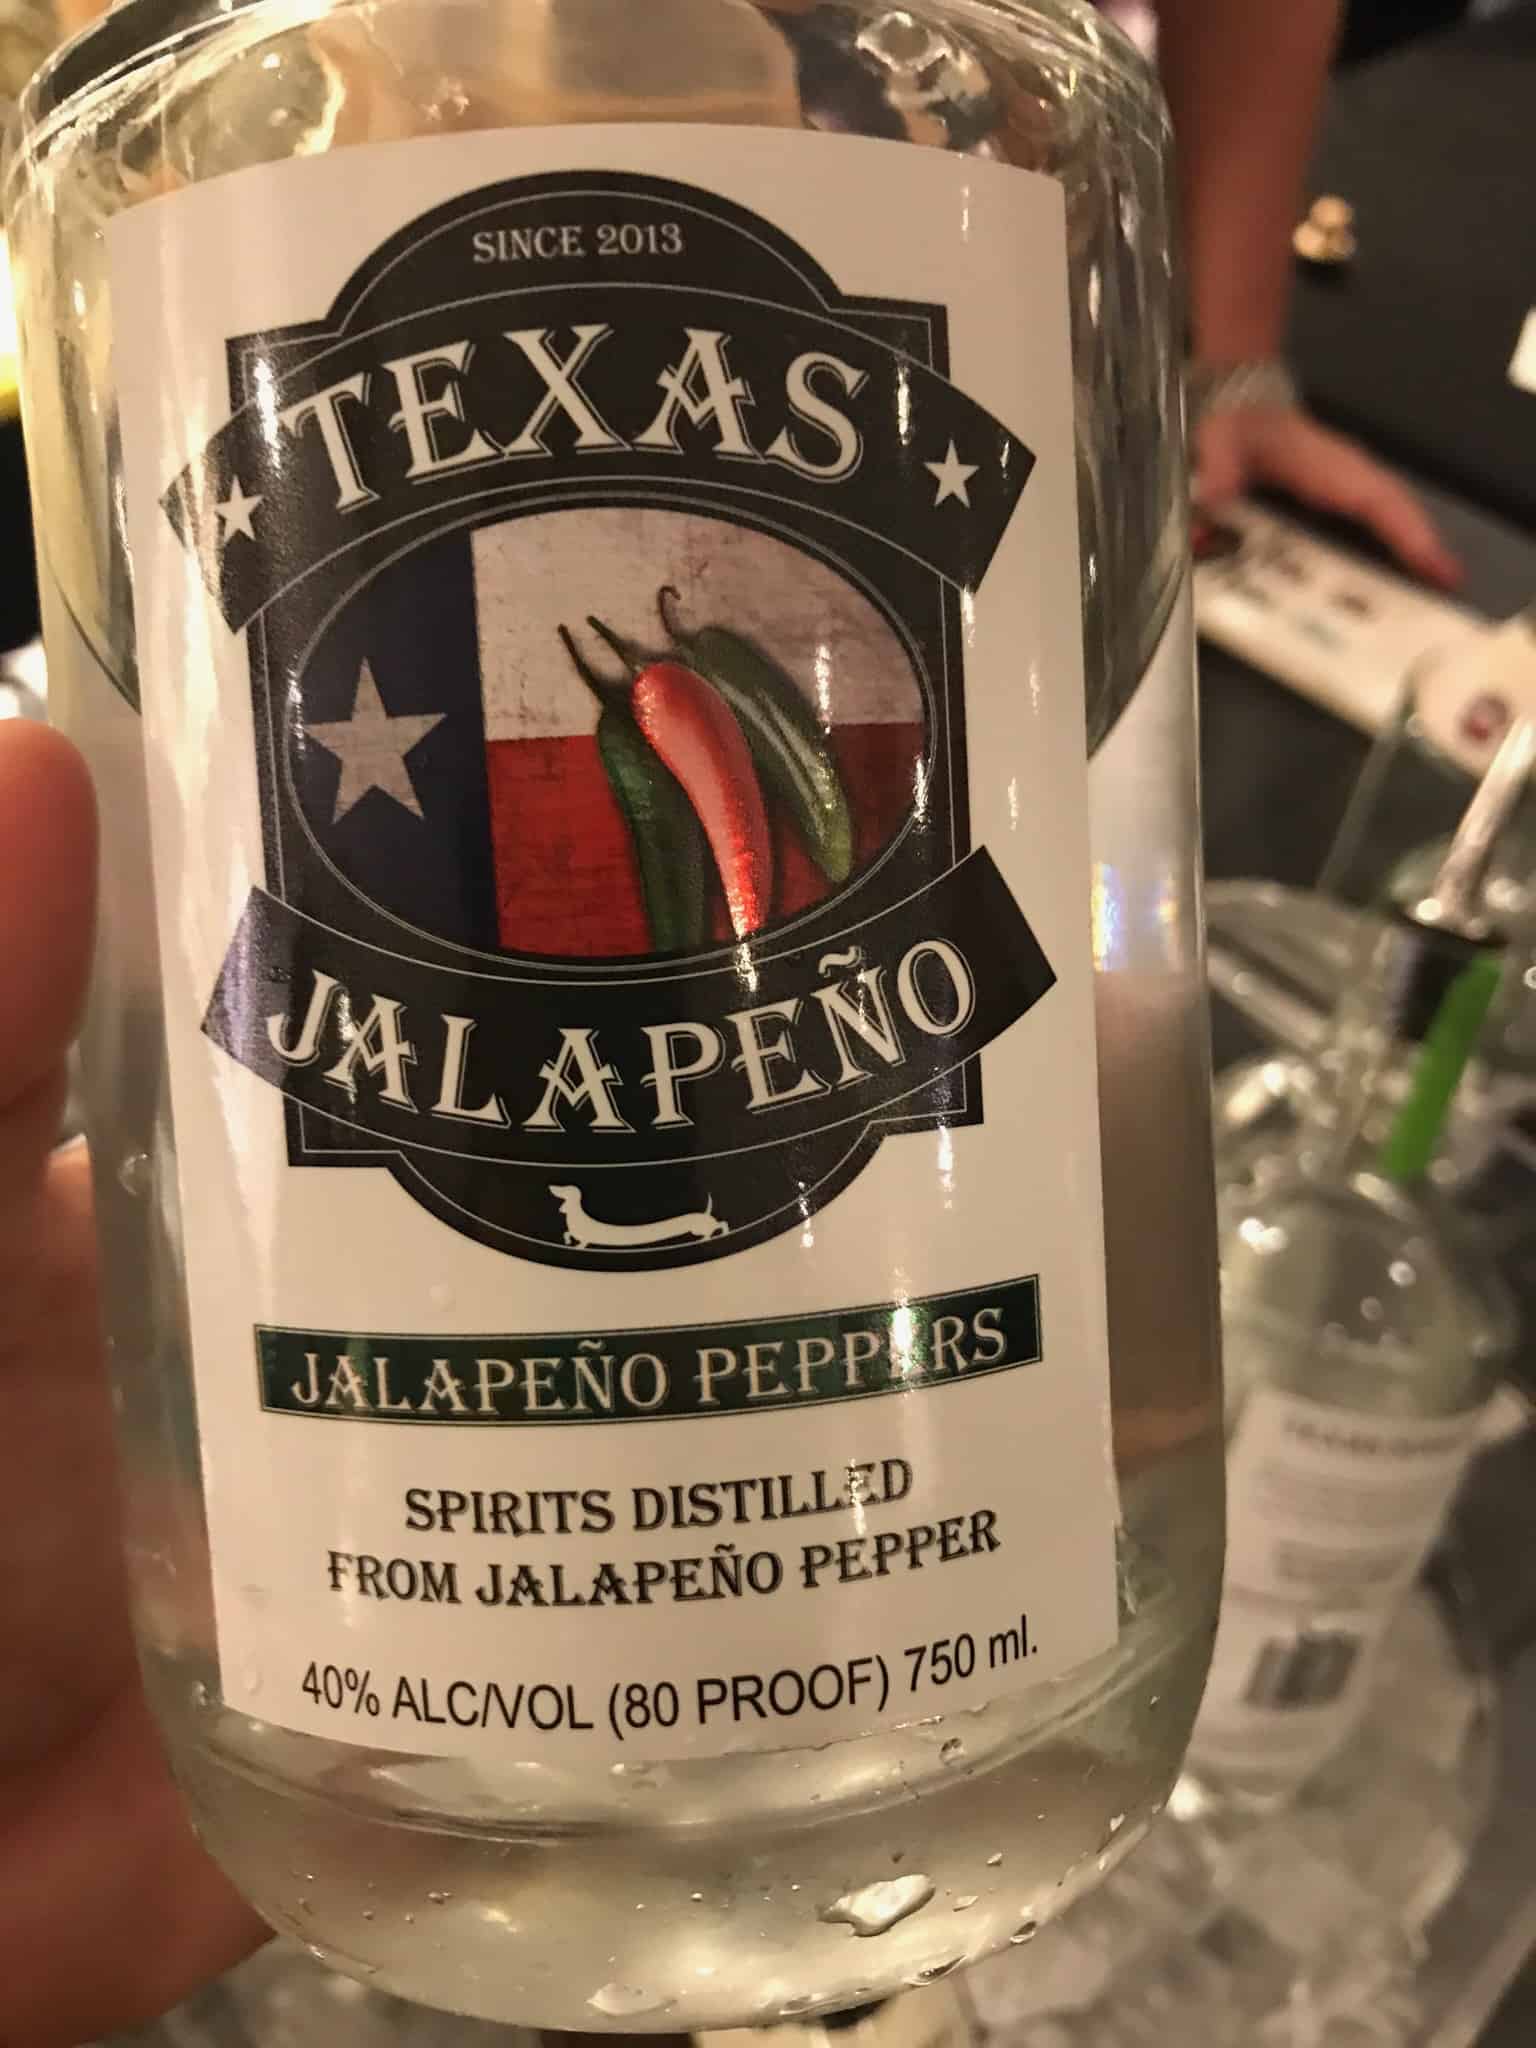 SINCE 2013
TEXAS
JALAPEÑO
JALAPEÑO PEPPERS
SPIRITS DISTILLED
FROM JALAPEÑO PEPPER
40% ALC/VOL (80 PROOF) 750 ml.